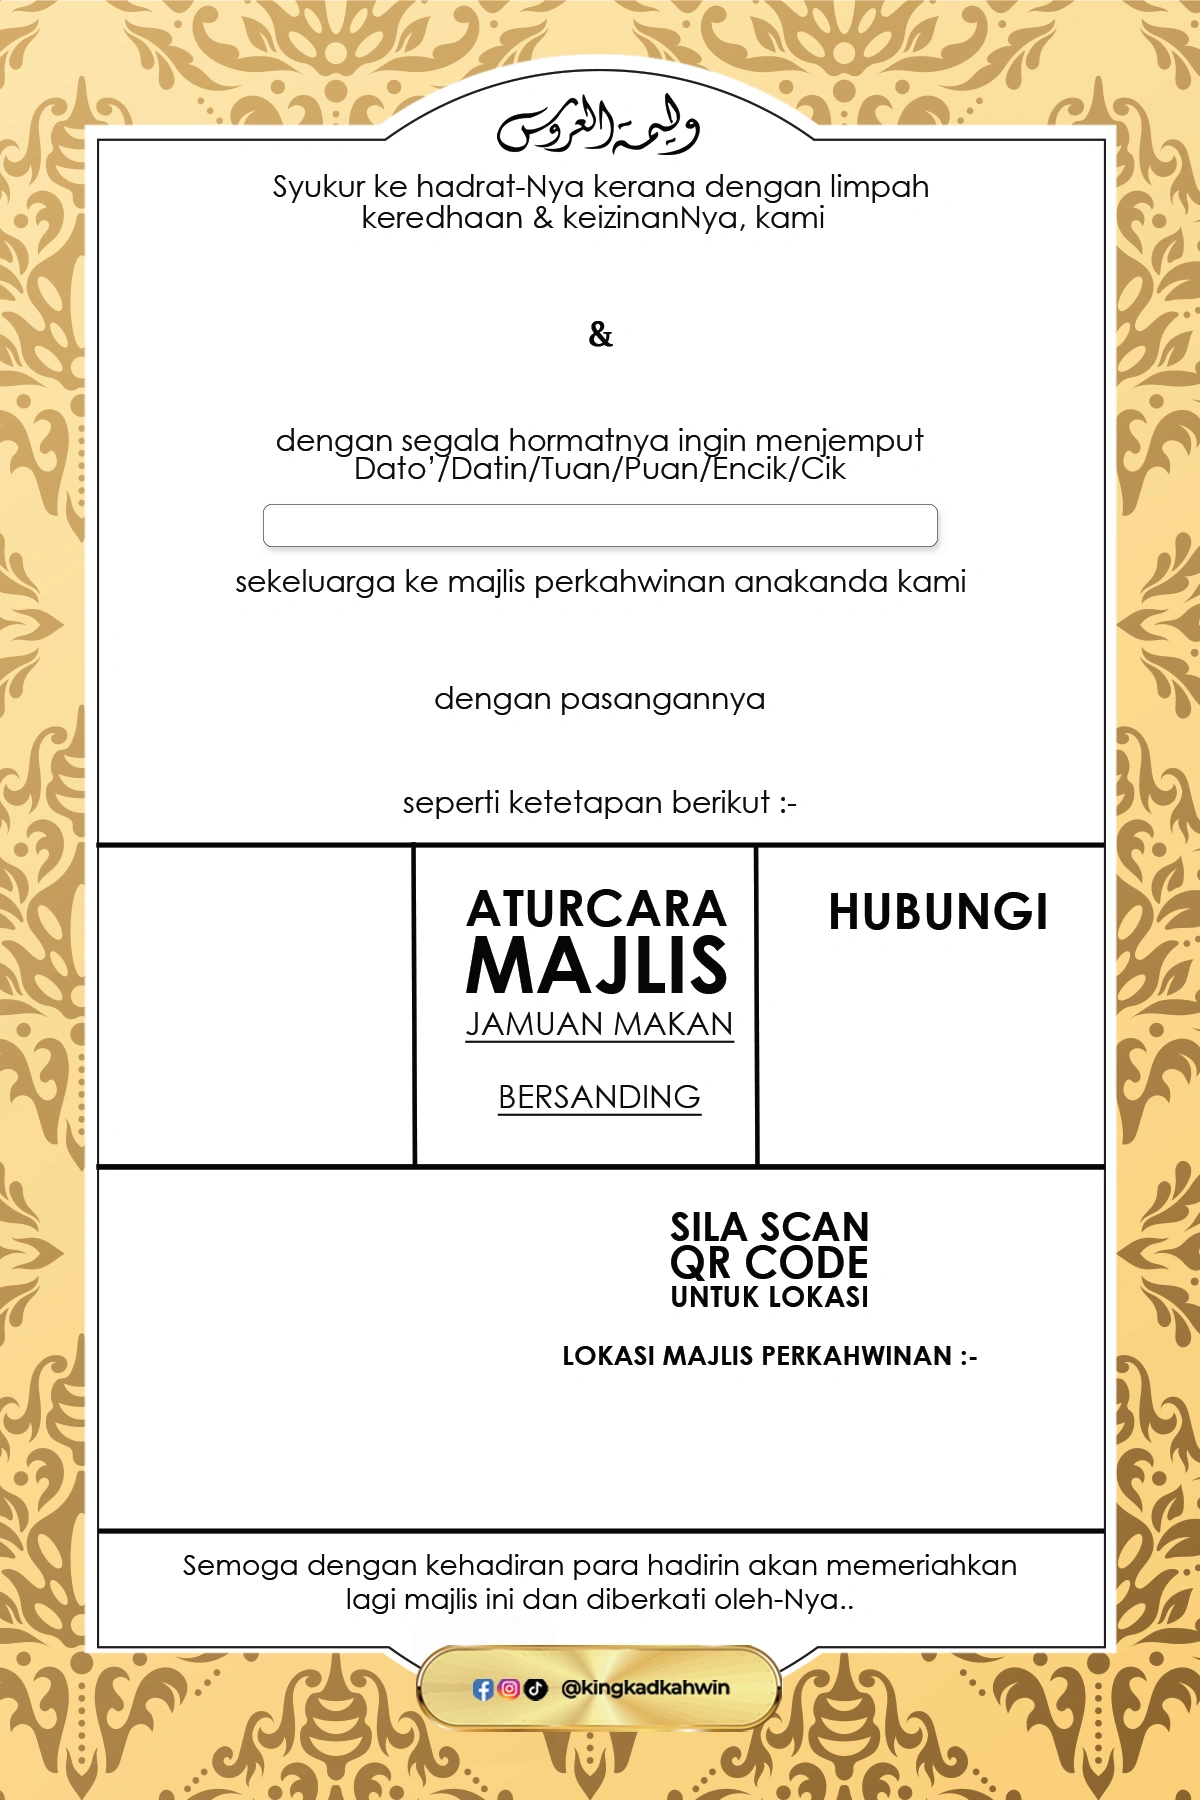 وليمة العروس
Syukur ke hadrat-Nya kerana dengan limpah
keredhaan & keizinanNya, kami
&
dengan segala hormatnya ingin menjemput
Dato’/Datin/Tuan/Puan/Encik/Cik
sekeluarga ke majlis perkahwinan anakanda kami
dengan pasangannya
seperti ketetapan berikut :-
ATURCARA
MAJLIS
JAMUAN MAKAN
BERSANDING
HUBUNGI
SILA SCAN
QR CODE
UNTUK LOKASI
LOKASI MAJLIS PERKAHWINAN :-
Semoga dengan kehadiran para hadirin akan memeriahkan
lagi majlis ini dan diberkati oleh-Nya..
@kingkadkahwin